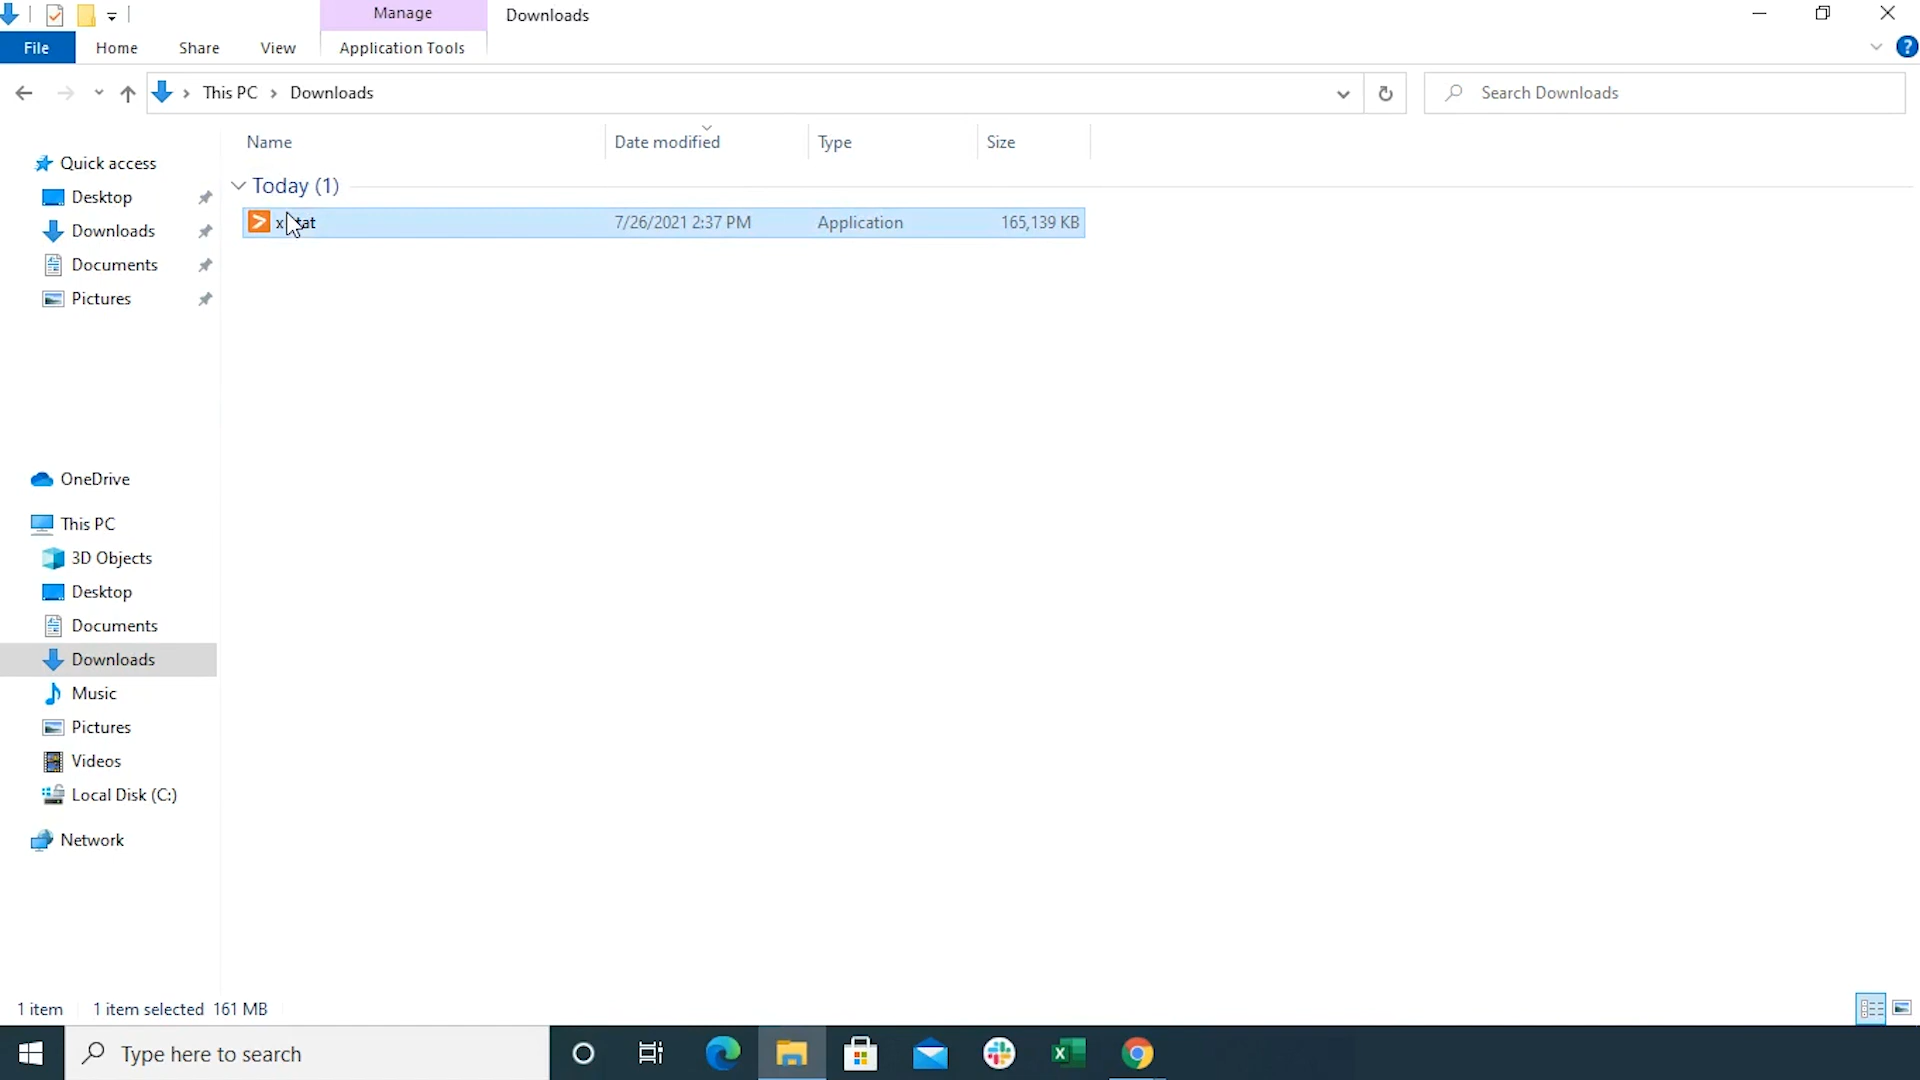 Manage
Downloads
File
Home
Share
View
Application Tools
This PC
Downloads
Search Downloads
Name
Date modified
Type
Size
Quick access
Desktop
Downloads
Documents
Pictures
Today (1)
7/26/2021 2:37 PM
Application
165,139 KB
OneDrive
This PC
3D Objects
Desktop
Documents
Downloads
Music
Pictures
Videos
Local Disk (C:)
Network
1 item
1 item selected 161 MB
Type here to search